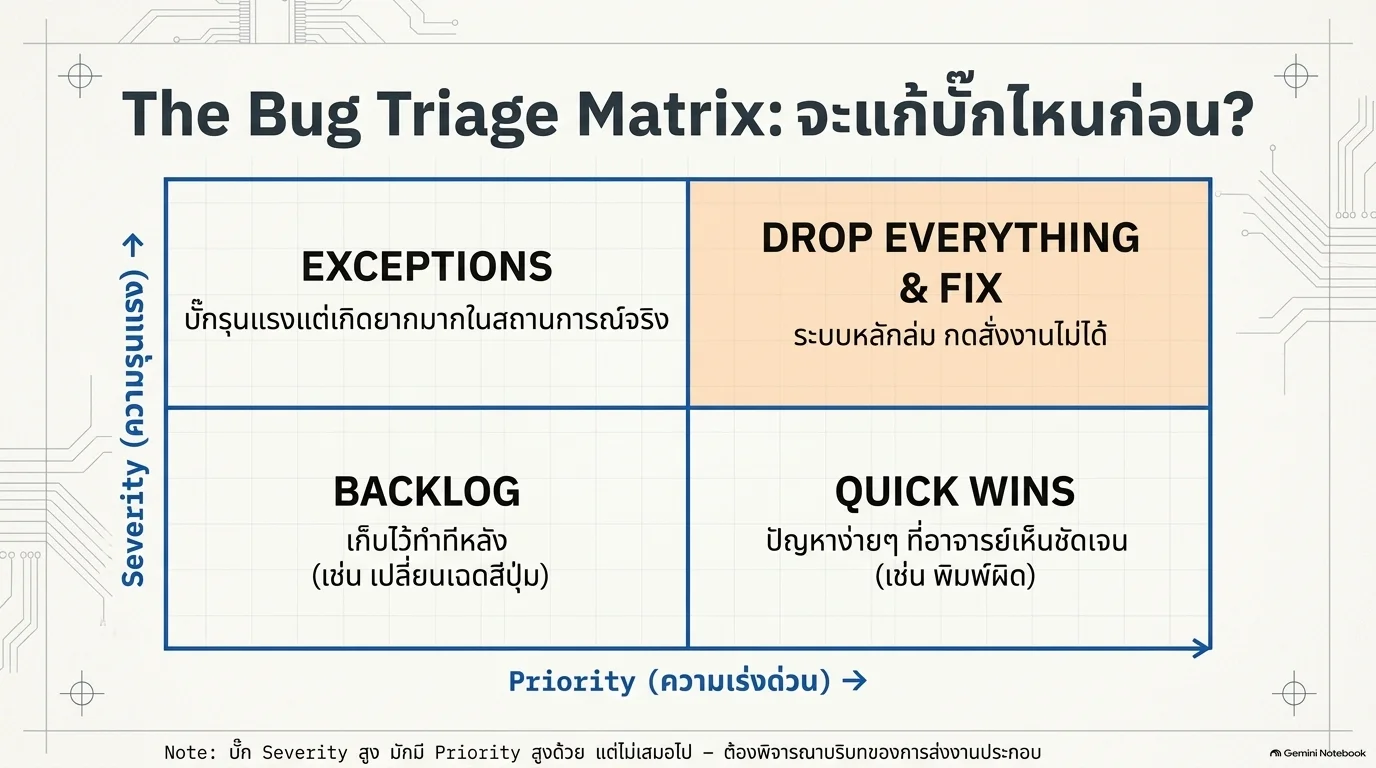 The Bug Triage Matrix: จะแก้บั๊กไหนก่อน?
Severity (ความรุนแรง) →
EXCEPTIONS
บั๊กรุนแรงแต่เกิดยากมากในสถานการณ์จริง
DROP EVERYTHING
& FIX
ระบบหลักล่ม กดสั่งงานไม่ได้
BACKLOG
เก็บไว้ทำทีหลัง
(เช่น เปลี่ยนเฉดสีปุ่ม)
QUICK WINS
ปัญหาง่ายๆ ที่อาจารย์เห็นชัดเจน
(เช่น พิมพ์ผิด)
Priority (ความเร่งด่วน) →
Note: บั๊ก Severity สูง มักมี Priority สูงด้วย แต่ไม่เสมอไป – ต้องพิจารณาบริบทของการส่งงานประกอบ
Gemini Notebook